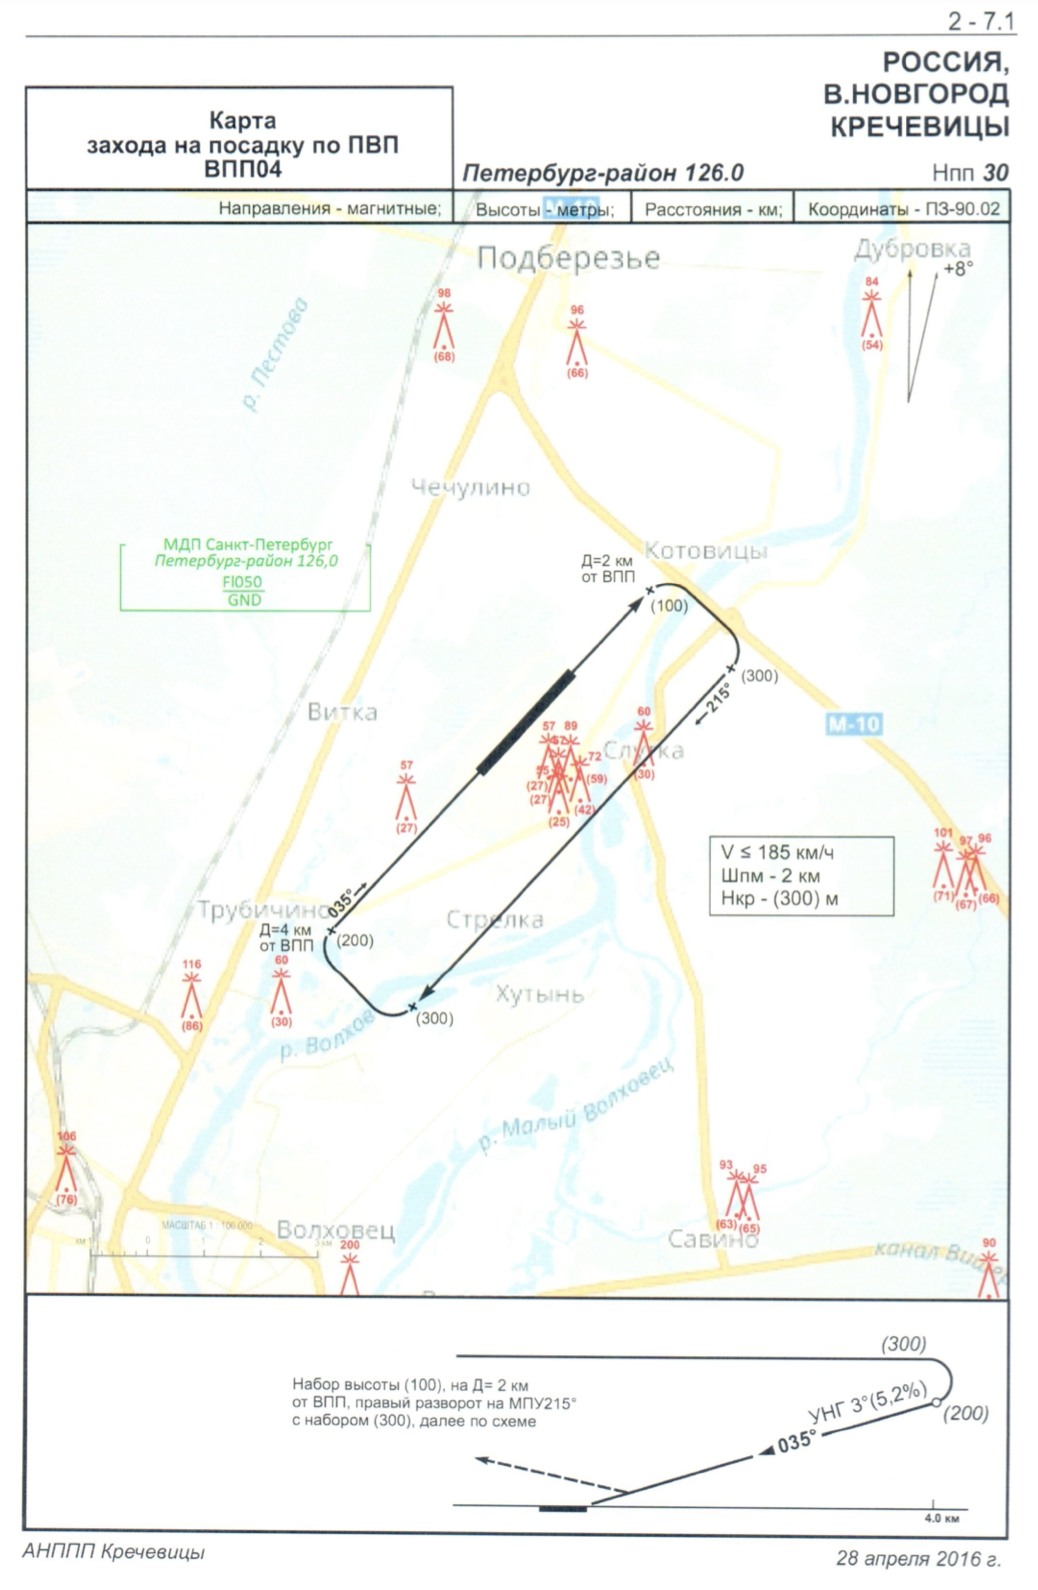 2 - 7.1
РОССИЯ,
В.НОВГОРОД
КРЕЧЕВИЦЫ
Карта
захода на посадку по ПВП
ВПП04
Петербург-район 126.0
Нпп 30
Направления - магнитные;
Высоты - метры;
Расстояния - км;
Координаты - ПЗ-90.02
Подберезье
Дубровка
+8°
98
(68)
96
(66)
84
(54)
р. Пестова
Чечулино
МДП Санкт-Петербург
Петербург-район 126,0
Fl050
GND
Котовицы
Д=2 км
от ВПП
(100)
(300)
215°
Витка
М-10
57
(27)
57
89
72
(59)
(27)
(27)
(42)
(25)
60
(30)
Слутка
V ≤ 185 км/ч
Шпм - 2 км
Нкр - (300) м
101
97
96
(71)
(67)
(66)
035°
Трубичино
Д=4 км
от ВПП
(200)
Стрелка
116
(86)
60
(30)
(300)
Хутынь
р. Волхов
р. Малый Волховец
106
(76)
93
95
(63)
(65)
Савино
МАСШТАБ 1 : 100 000
км 1
0
1
2
3 км
Волховец
200
90
канал
(300)
Набор высоты (100), на Д= 2 км
от ВПП, правый разворот на МПУ215°
с набором (300), далее по схеме
УНГ 3°(5,2%)
(200)
035°
4.0 км
АНППП Кречевицы
28 апреля 2016 г.